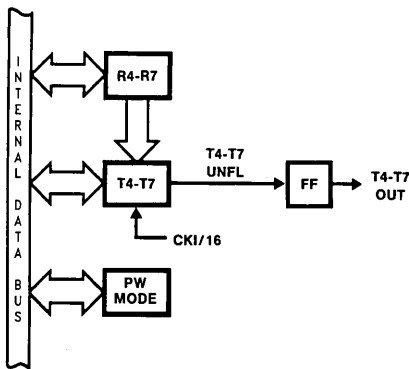 INTERNAL DATA BUS
R4-R7
T4-T7
T4-T7
UNFL
FF
T4-T7
OUT
CKI/16
PW
MODE